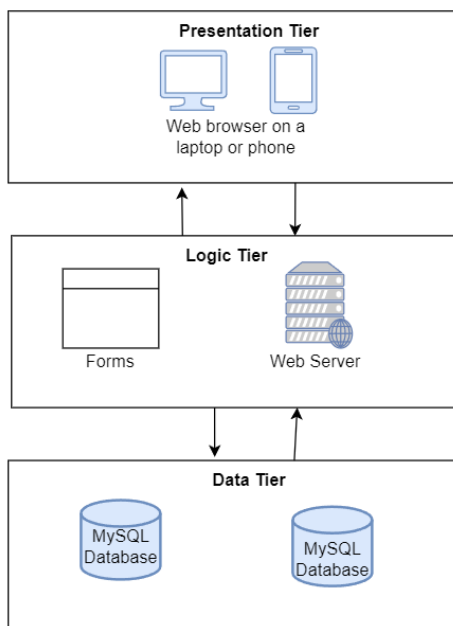 Presentation Tier
Web browser on a
laptop or phone
Logic Tier
Forms
Web Server
Data Tier
MySQL
Database
MySQL
Database